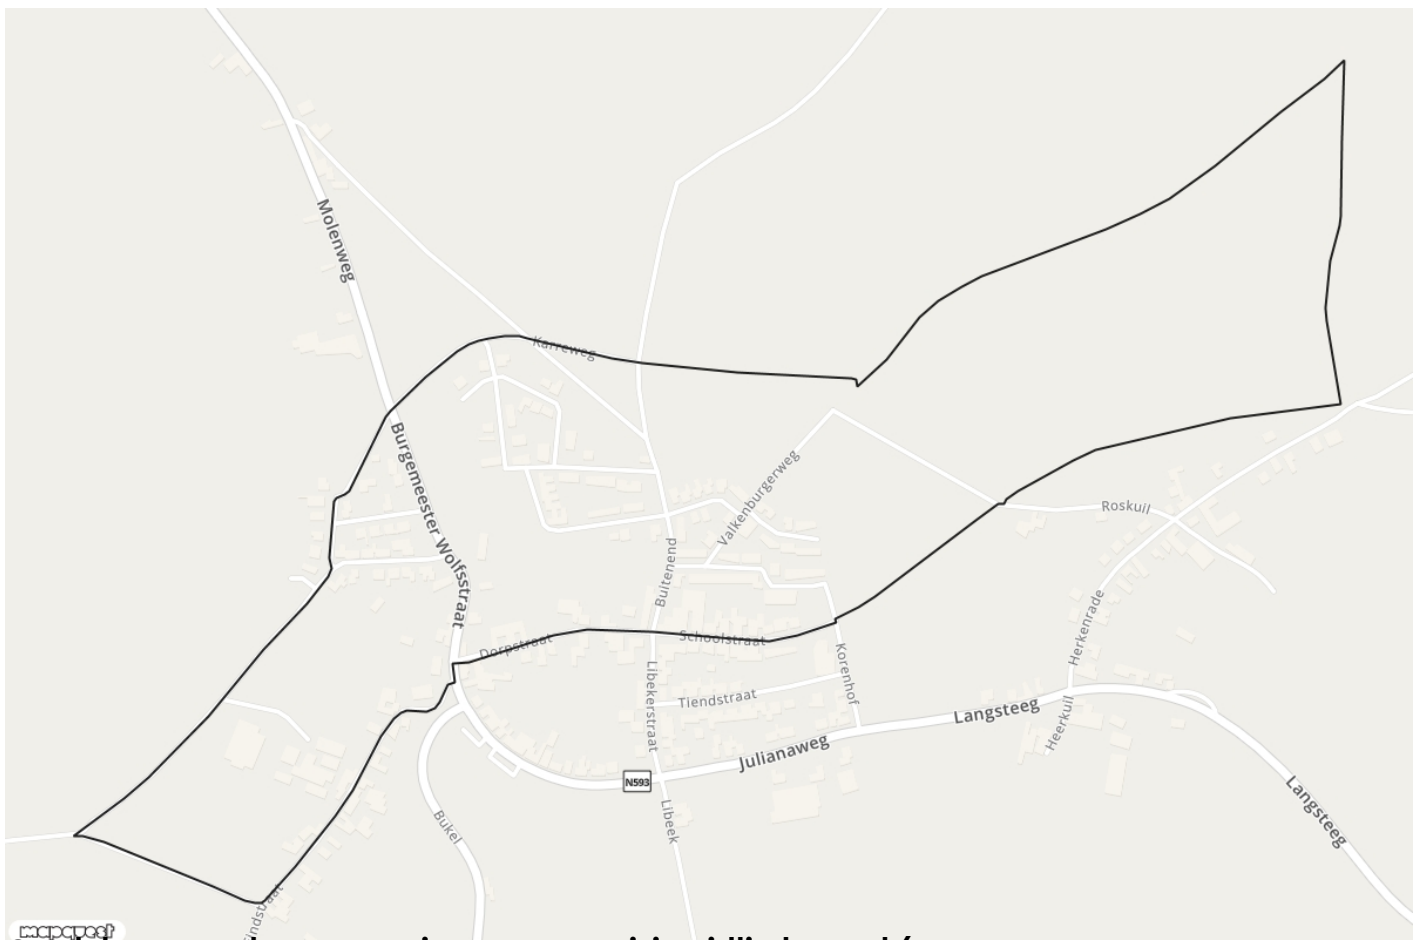 Molenweg
Karreweg
Burgemeester Wolfsstraat
Valkenburgerweg
Roskuil
Buitenend
Herkenrade
Dorpstraat
Schoolstraat
Korenhof
Libekerstraat
Tiendstraat
Langsteeg
Heerkuil
Julianaweg
N593
Langsteeg
Bukel
Libeek
mapquest